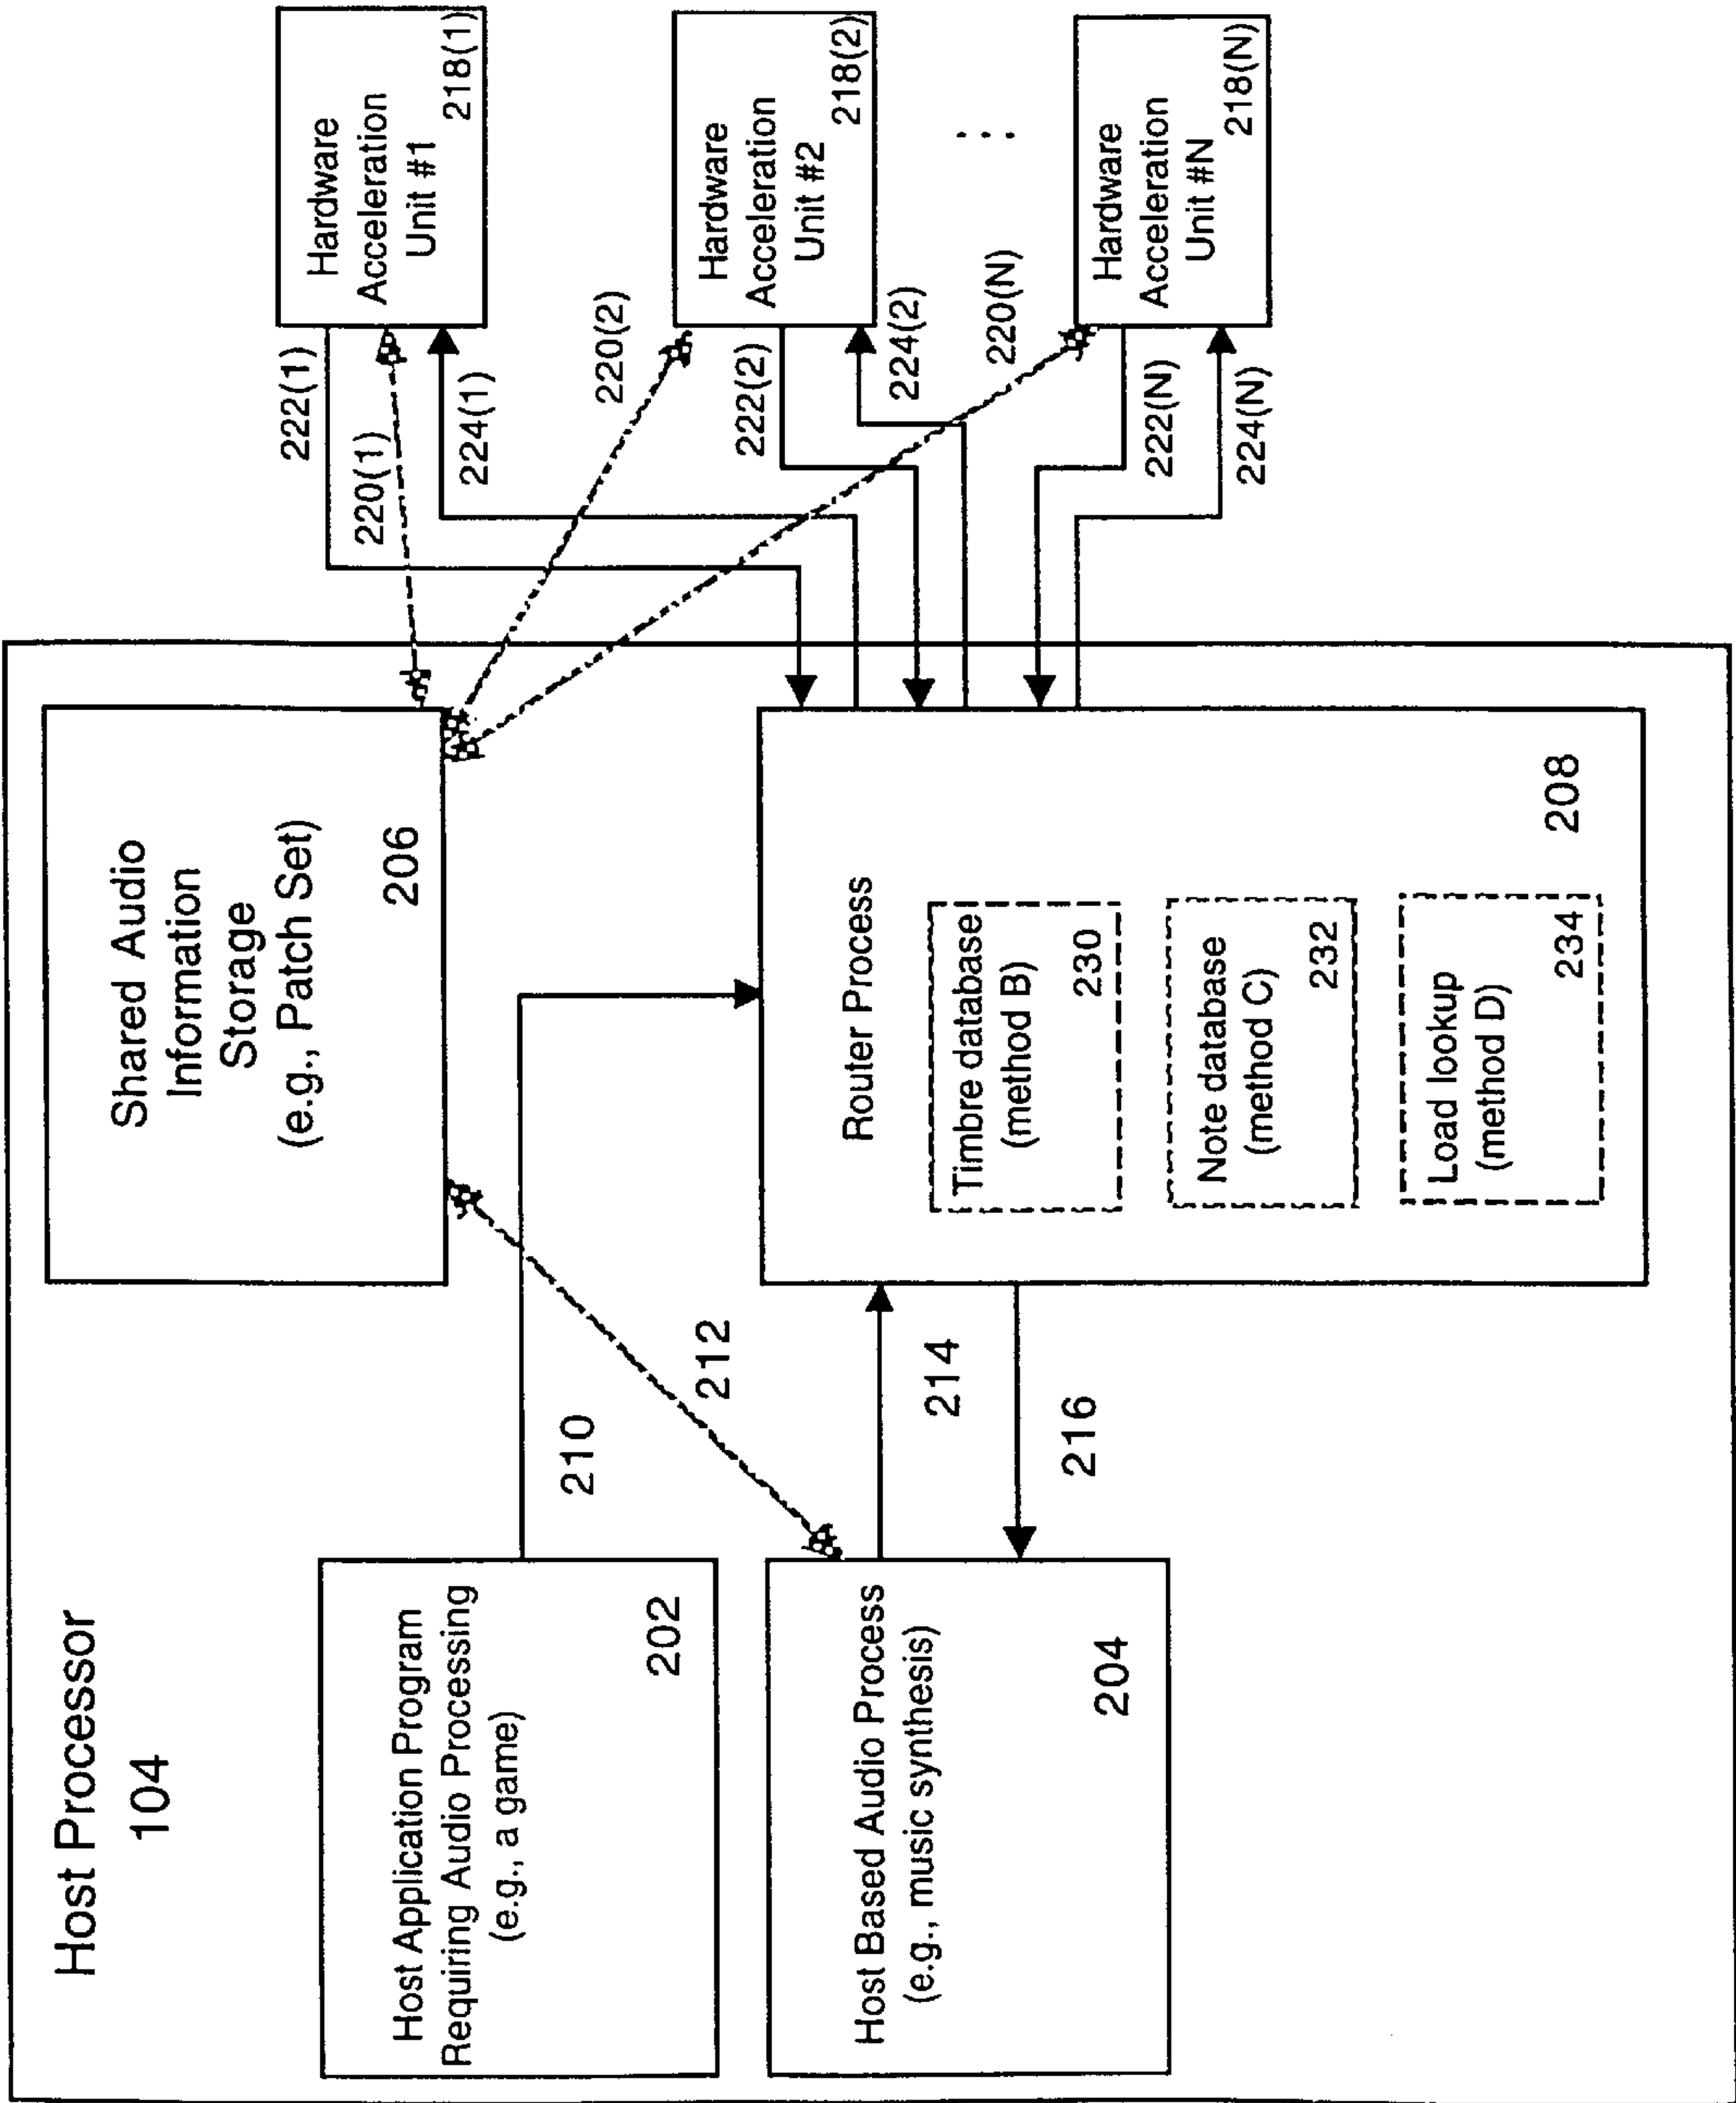 Host Processor
104
Host Application Program
Requiring Audio Processing
(e.g., a game)
202
Host Based Audio Process
(e.g., music synthesis)
204
210
212
214
216
Shared Audio
Information
Storage
(e.g., Patch Set)
206
Router Process
Timbre database
(method B)
230
Note database
(method C)
232
Load lookup
(method D)
234
208
222(1)
220(1)
224(1)
220(2)
222(2)
224(2)
220(N)
222(N)
224(N)
Hardware
Acceleration
Unit #1
218(1)
Hardware
Acceleration
Unit #2
218(2)
...
Hardware
Acceleration
Unit #N
218(N)